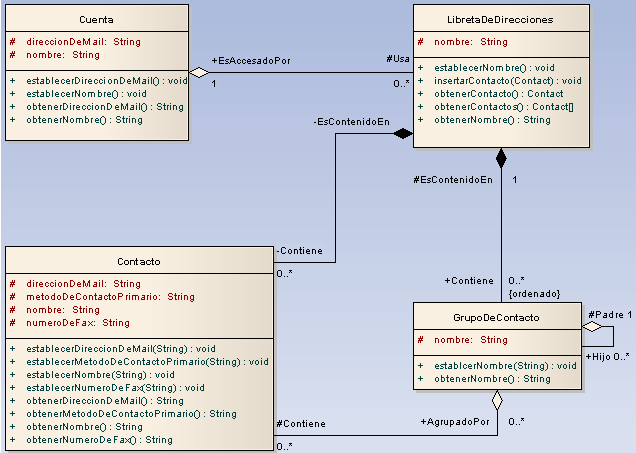 Cuenta
# direccionDeMail: String
# nombre: String
+ establecerDireccionDeMail() : void
+ establecerNombre() : void
+ obtenerDireccionDeMail() : String
+ obtenerNombre() : String
+EsAccesadoPor
1
#Usa
0..*
LibretaDeDirecciones
# nombre: String
+ establecerNombre() : void
+ insertarContacto(Contact) : void
+ obtenerContacto() : Contact
+ obtenerContactos() : Contact[]
+ obtenerNombre() : String
-EsContenidoEn
#EsContenidoEn 1
-Contiene
0..*
Contacto
# direccionDeMail: String
# metodoDeContactoPrimario: String
# nombre: String
# numeroDeFax: String
+ establecerDireccionDeMail(String) : void
+ establecerMetodoDeContactoPrimario(String) : void
+ establecerNombre(String) : void
+ establecerNumeroDeFax(String) : void
+ obtenerDireccionDeMail() : String
+ obtenerMetodoDeContactoPrimario() : String
+ obtenerNombre() : String
+ obtenerNumeroDeFax() : String
+Contiene 0..*
{ordenado}
GrupoDeContacto
# nombre: String
+ establcerNombre(String) : void
+ obtenerNombre() : String
#Padre 1
+Hijo 0..*
#Contiene
0..*
+AgrupadoPor 0..*